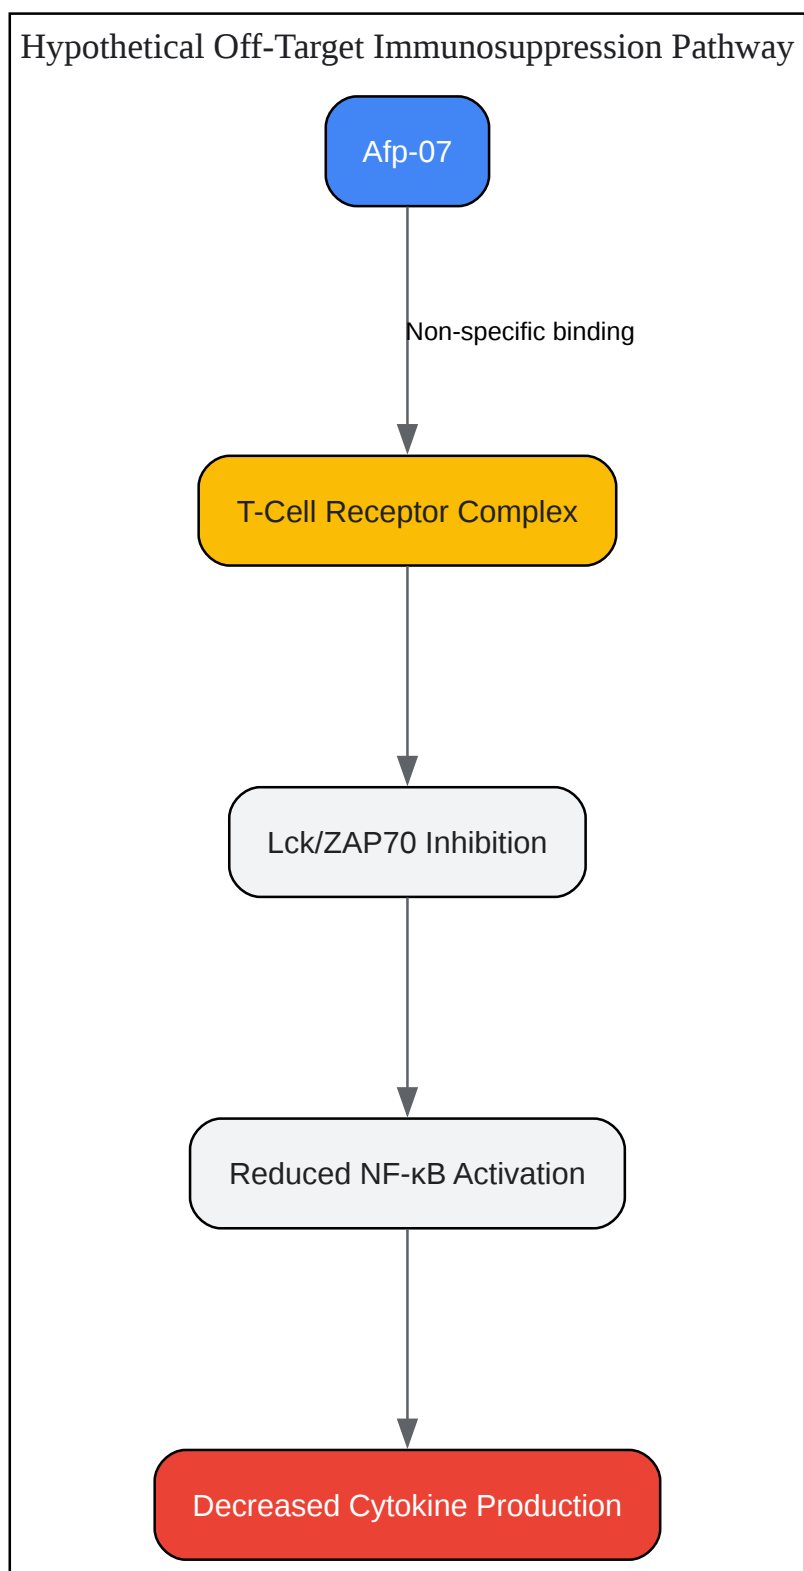 Hypothetical Off-Target Immunosuppression Pathway
Afp-07
Non-specific binding
T-Cell Receptor Complex
Lck/ZAP70 Inhibition
Reduced NF-κB Activation
Decreased Cytokine Production